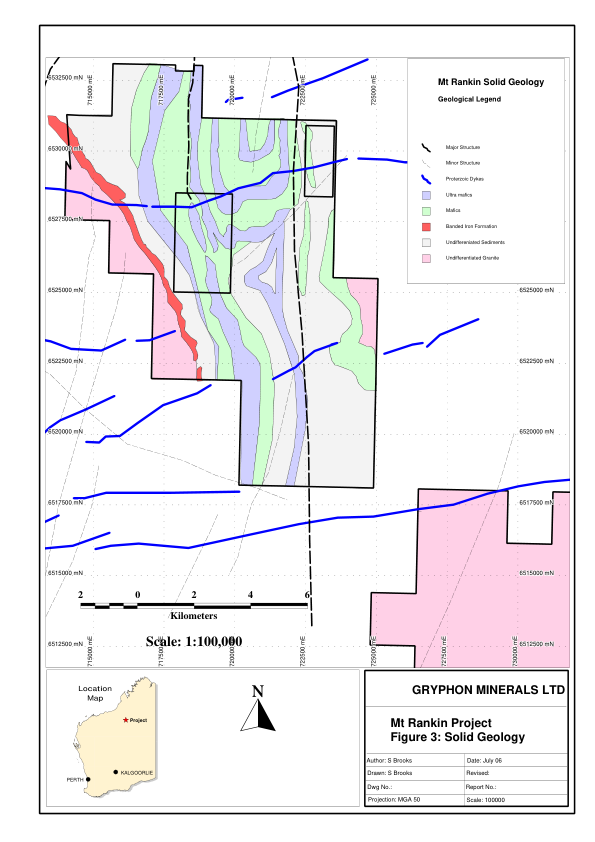 Mt Rankin Solid Geology
Geological Legend
Major Structure
Minor Structure
Proterzoic Dykes
Ultra mafics
Mafics
Banded Iron Formation
Undifferentiated Sediments
Undifferentiated Granite
715000 mE
717500 mE
720000 mE
722500 mE
725000 mE
6532500 mN
6530000 mN
6527500 mN
6525000 mN
6525000 mN
6522500 mN
6522500 mN
6520000 mN
6520000 mN
6517500 mN
6517500 mN
6515000 mN
6515000 mN
6512500 mN
6512500 mN
2 0 2 4 6
Kilometers
Scale: 1:100,000
715000 mE
717500 mE
720000 mE
722500 mE
725000 mE
727500 mE
730000 mE
Location
Map
Project
KALGOORLIE
PERTH
N
GRYPHON MINERALS LTD
Mt Rankin Project
Figure 3: Solid Geology
Author: S Brooks
Date: July 06
Drawn: S Brooks
Revised:
Dwg No.:
Report No.:
Projection: MGA 50
Scale: 100000